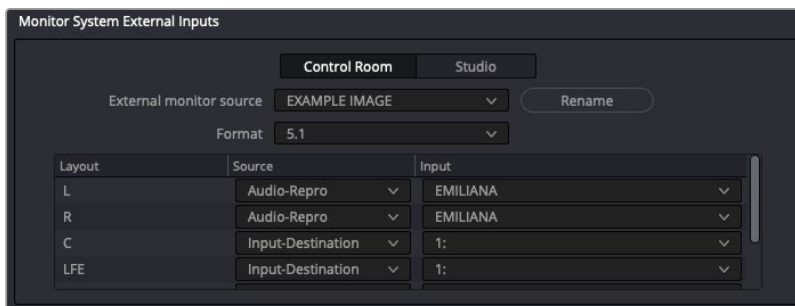 Monitor System External Inputs
Control Room Studio
External monitor source EXAMPLE IMAGE Rename
Format 5.1
Layout Source Input
L Audio-Repro EMILIANA
R Audio-Repro EMILIANA
C Input-Destination 1:
LFE Input-Destination 1: